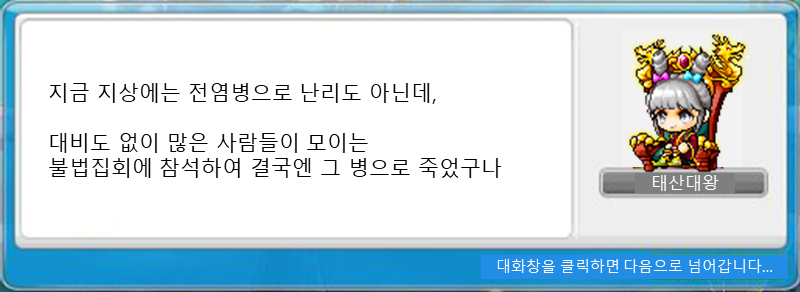 지금 지상에는 전염병으로 난리도 아닌데,
대비도 없이 많은 사람들이 모이는
불법집회에 참석하여 결국엔 그 병으로 죽었구나
태산대왕
대화창을 클릭하면 다음으로 넘어갑니다...